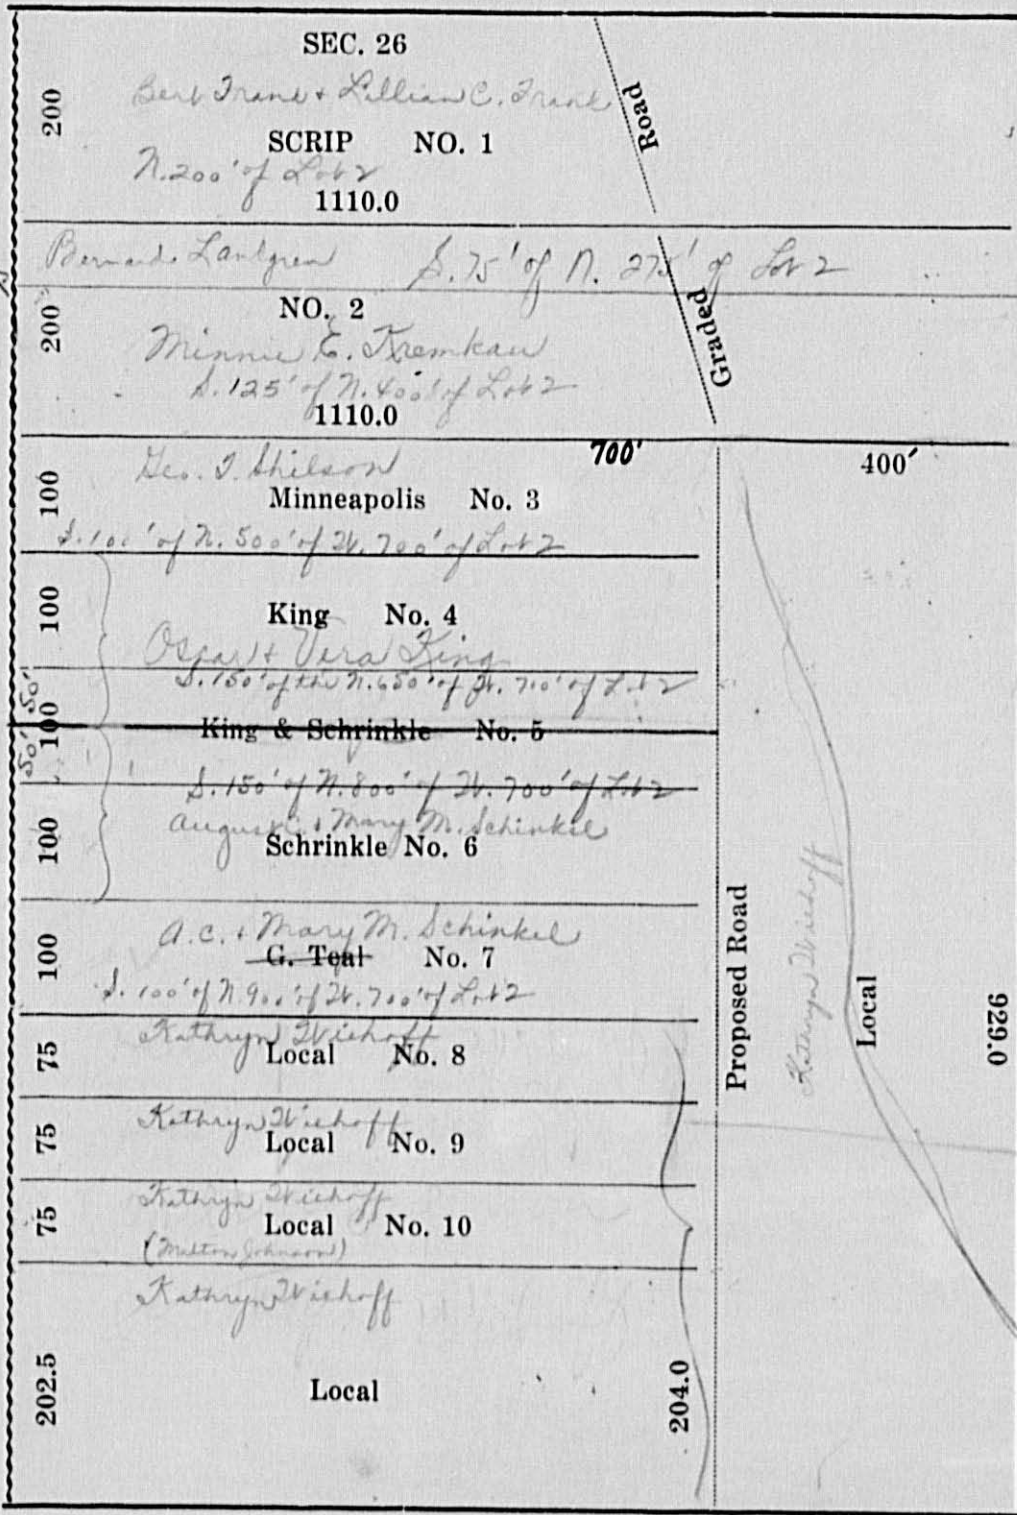 SEC. 26
200
Bert Frank & Lillian C. Frank
Road
SCRIP NO. 1
N. 200' of Lot 2
1110.0
Bernard S. 75' of N. 275' of Lot 2
200
NO. 2
Graded
Minnie E. Kremkau
S. 125' of N. 400' of Lot 2
1110.0
700'
400'
100
Geo. T.
Minneapolis No. 3
S. 100' of N. 500' of W. 700' of Lot 2
100
King No. 4
Oscar & Vera King
S. 150' of the N. 650' of W. 710' of Lot 2
50'
100
King & Schrinkle No. 5
50'
S. 150' of N. 800' of W. 700' of Lot 2
August C. & Mary M. Schinkel
100
Schrinkle No. 6
A. C. & Mary M. Schinkel
100
G. Teal No. 7
S. 100' of N. 900' of W. 700' of Lot 2
Kathryn Wiehoff
75
Local No. 8
Kathryn Wiehoff
75
Local No. 9
Kathryn Wiehoff
75
Local No. 10
(Milton Johnson)
Kathryn Wiehoff
202.5
Local
204.0
Proposed Road
Kathryn Wiehoff
Local
929.0